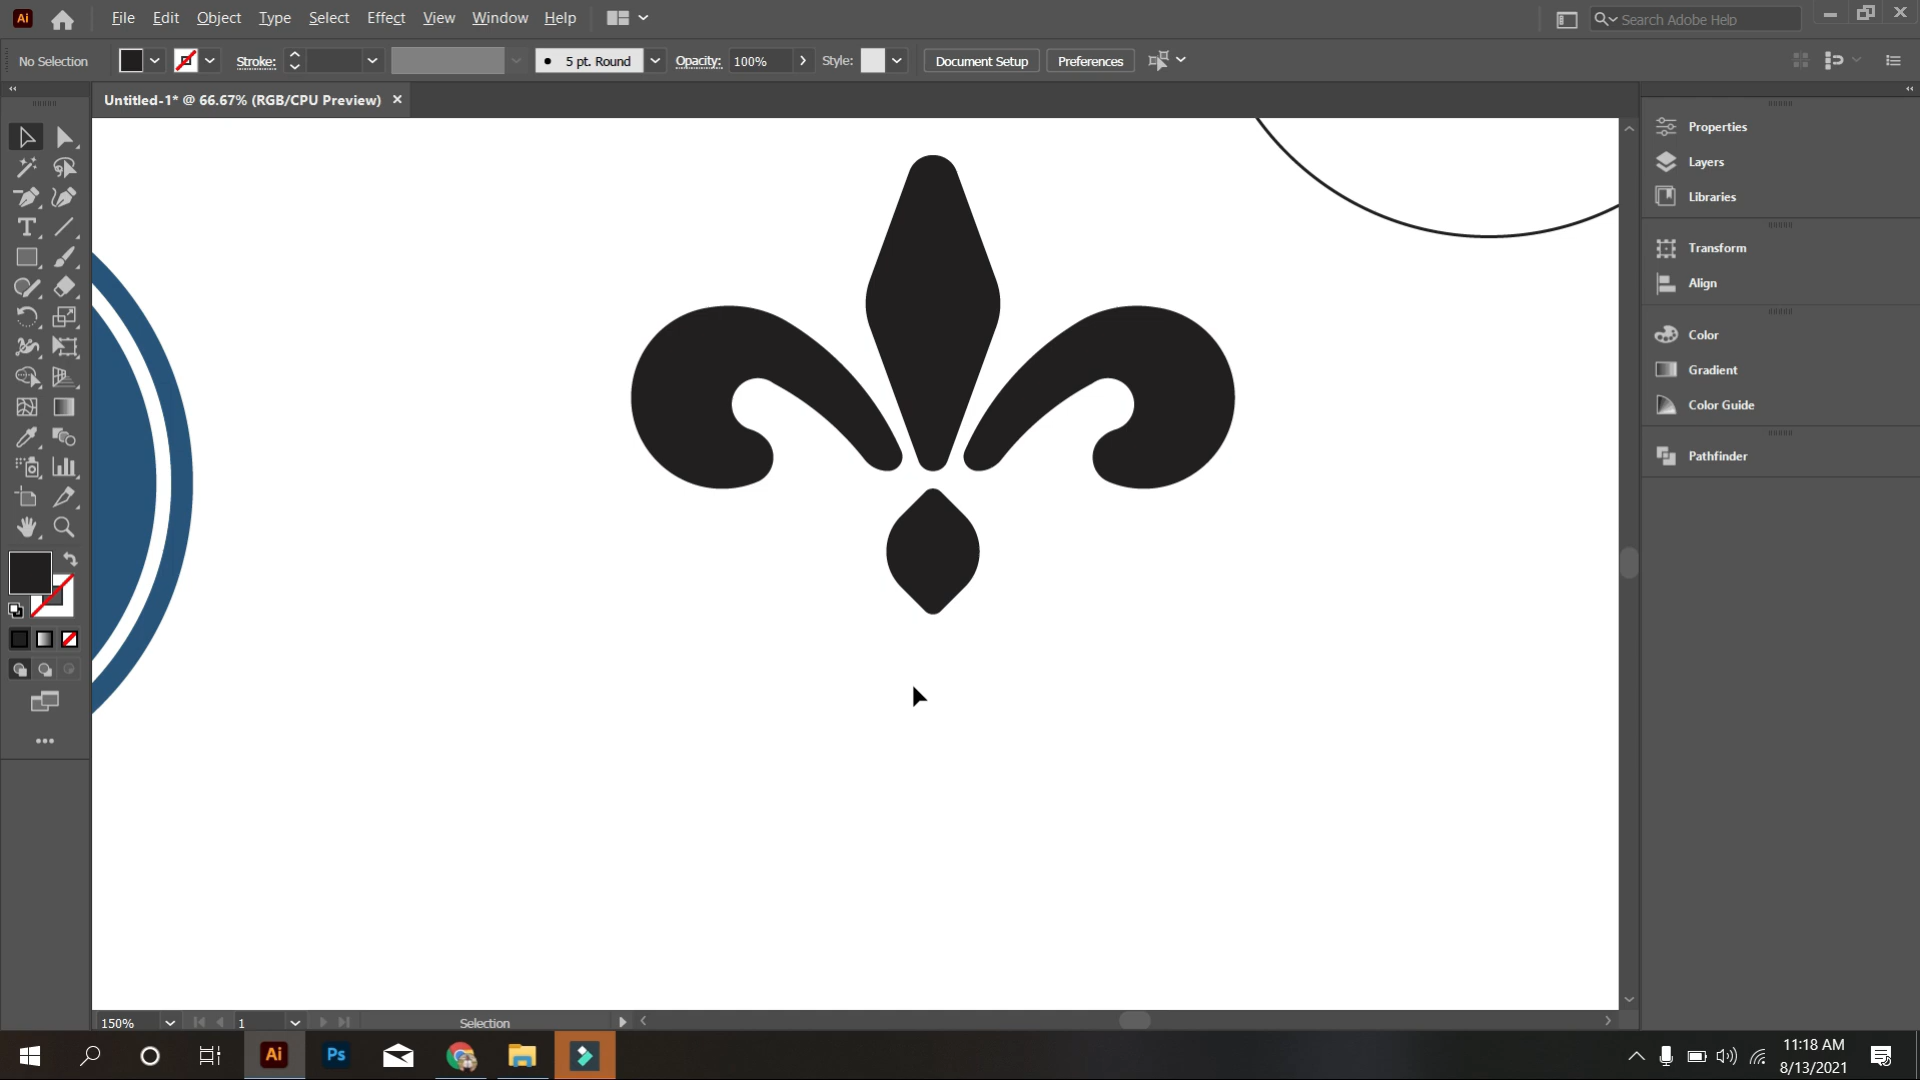 Ai File Edit Object Type Select Effect View Window Help Search Adobe Help
No Selection Stroke: 5 pt. Round Opacity: 100% Style: Document Setup Preferences
Untitled-1* @ 66.67% (RGB/CPU Preview)
Properties
Layers
Libraries
Transform
Align
Color
Gradient
Color Guide
Pathfinder
150% 1 Selection
Ai Ps 11:18 AM
8/13/2021